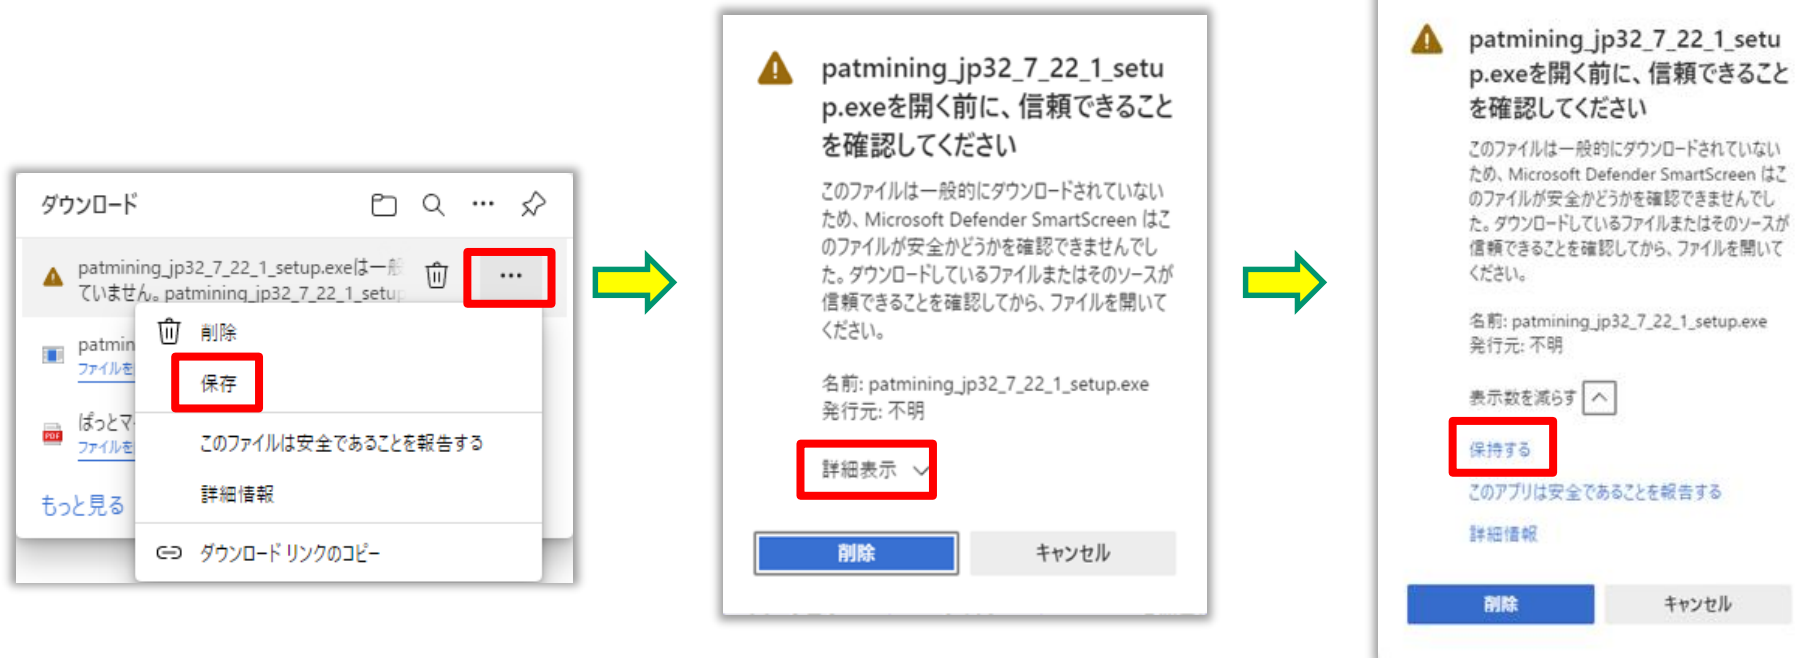 ダウンロード
patmining_jp32_7_22_1_setup.exeは一般
ていません。patmining_jp32_7_22_1_setup
削除
patmin
ファイルを
保存
ぱっとマ
ファイルを
このファイルは安全であることを報告する
詳細情報
もっと見る
ダウンロード リンクのコピー
patmining_jp32_7_22_1_setu
p.exeを開く前に、信頼できること
を確認してください
このファイルは一般的にダウンロードされていない
ため、Microsoft Defender SmartScreen はこ
のファイルが安全かどうかを確認できませんでし
た。ダウンロードしているファイルまたはそのソースが
信頼できることを確認してから、ファイルを開いて
ください。
名前: patmining_jp32_7_22_1_setup.exe
発行元: 不明
詳細表示
削除
キャンセル
patmining_jp32_7_22_1_setu
p.exeを開く前に、信頼できること
を確認してください
このファイルは一般的にダウンロードされていない
ため、Microsoft Defender SmartScreen はこ
のファイルが安全かどうかを確認できませんでし
た。ダウンロードしているファイルまたはそのソースが
信頼できることを確認してから、ファイルを開いて
ください。
名前: patmining_jp32_7_22_1_setup.exe
発行元: 不明
表示数を減らす
保持する
このアプリは安全であることを報告する
詳細情報
削除
キャンセル